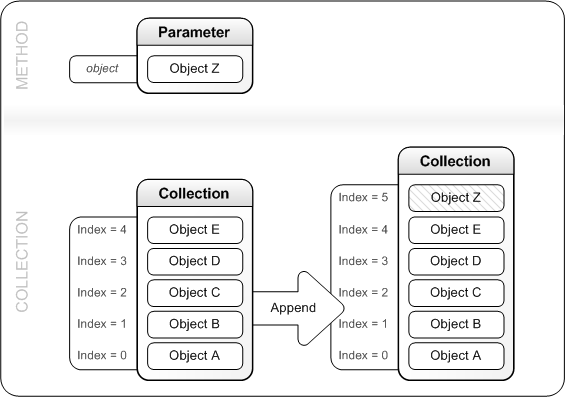 METHOD
Parameter
object
Object Z
COLLECTION
Collection
Index = 4 Object E
Index = 3 Object D
Index = 2 Object C
Index = 1 Object B
Index = 0 Object A
Append
Collection
Index = 5 Object Z
Index = 4 Object E
Index = 3 Object D
Index = 2 Object C
Index = 1 Object B
Index = 0 Object A